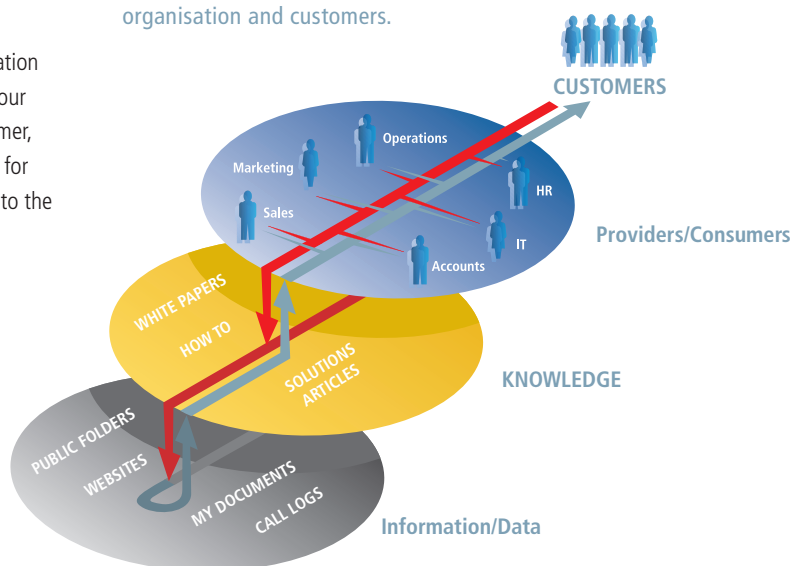 organisation and customers.
ation
our
mer,
for
to the
CUSTOMERS
Operations
Marketing
HR
Sales
IT
Accounts
Providers/Consumers
WHITE PAPERS
HOW TO
SOLUTIONS
ARTICLES
KNOWLEDGE
PUBLIC FOLDERS
WEBSITES
MY DOCUMENTS
CALL LOGS
Information/Data